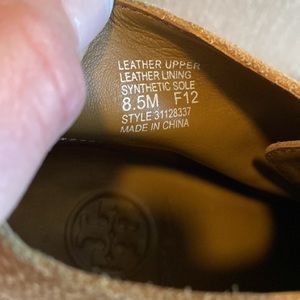 LEATHER UPPER
LEATHER LINING
SYNTHETIC SOLE
8.5M F12
STYLE 31128337
MADE IN CHINA